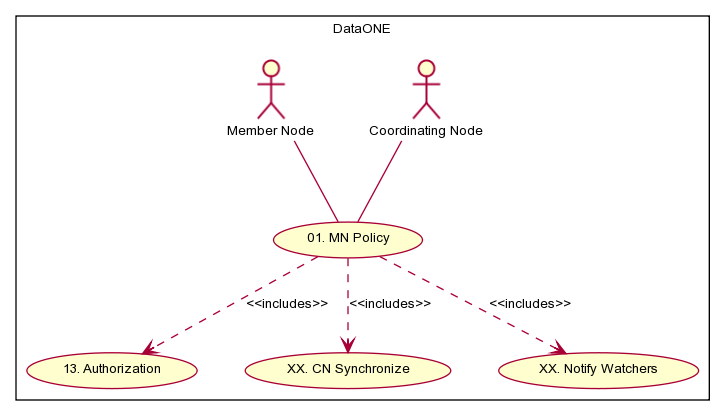 DataONE
Member Node
Coordinating Node
01. MN Policy
<<includes>>
<<includes>>
<<includes>>
13. Authorization
XX. CN Synchronize
XX. Notify Watchers